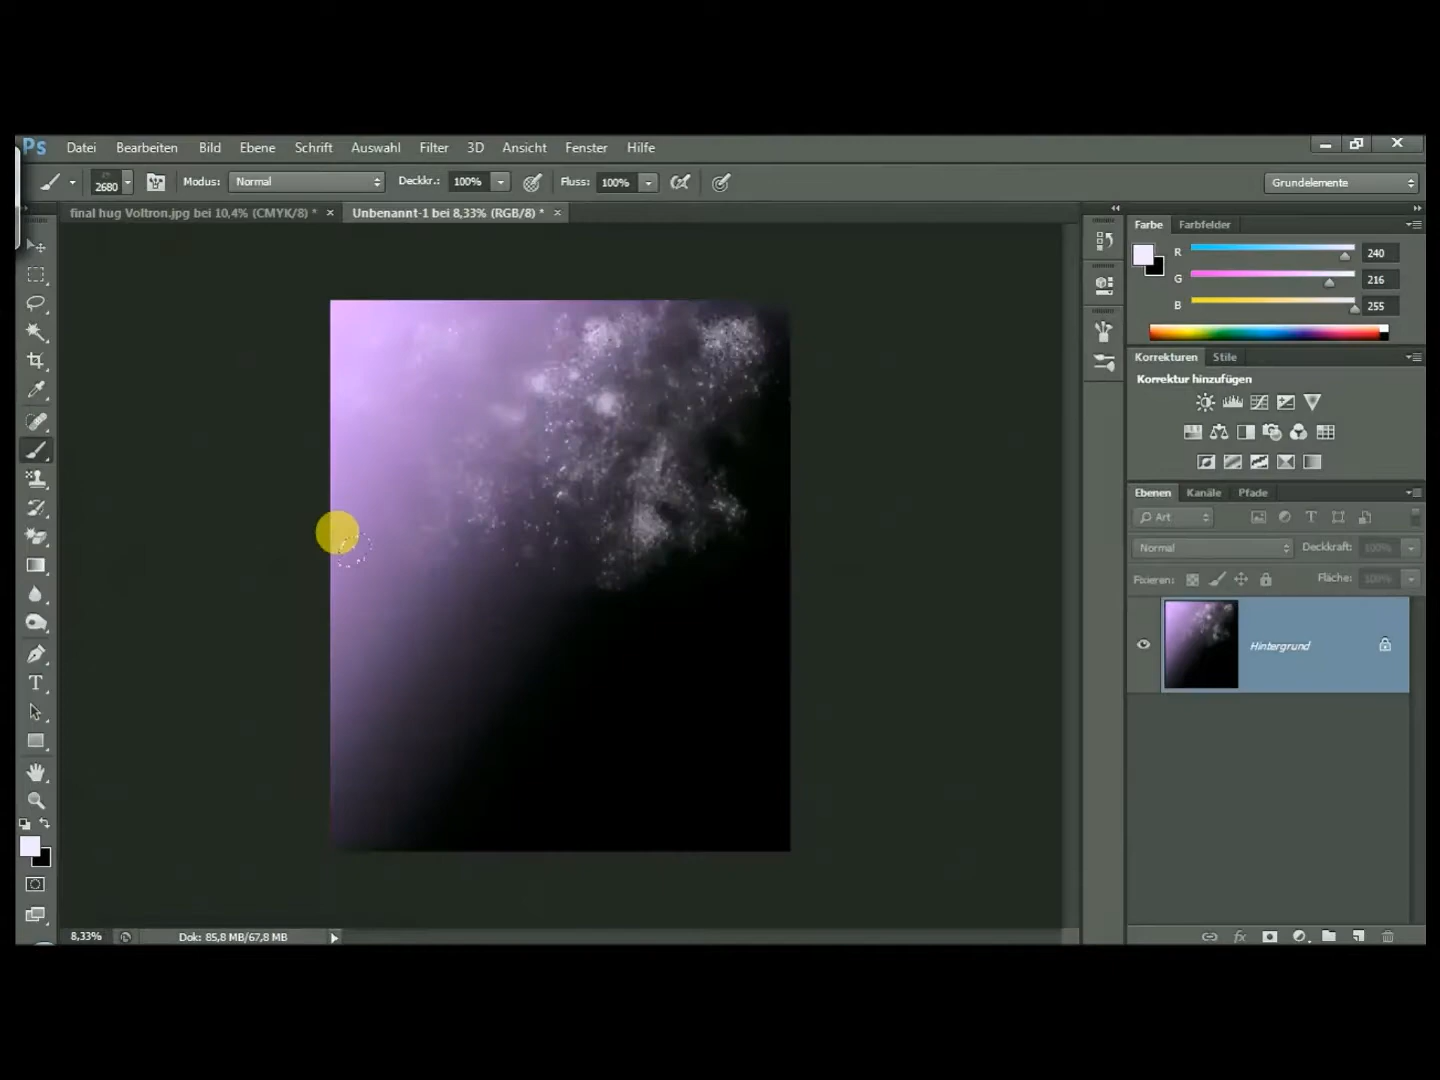 Ps Datei Bearbeiten Bild Ebene Schrift Auswahl Filter 3D Ansicht Fenster Hilfe
2680 Modus: Normal Deckkr.: 100% Fluss: 100% Grundelemente
final hug Voltron.jpg bei 10,4% (CMYK/8) * × Unbenannt-1 bei 8,33% (RGB/8) * ×
Farbe Farbfelder
R 240
G 216
B 255
Korrekturen Stile
Korrektur hinzufügen
Ebenen Kanäle Pfade
Art
Normal Deckkraft: 100%
Fixieren: Fläche: 100%
Hintergrund
fx
8,33% Dok: 85,8 MB/67,8 MB